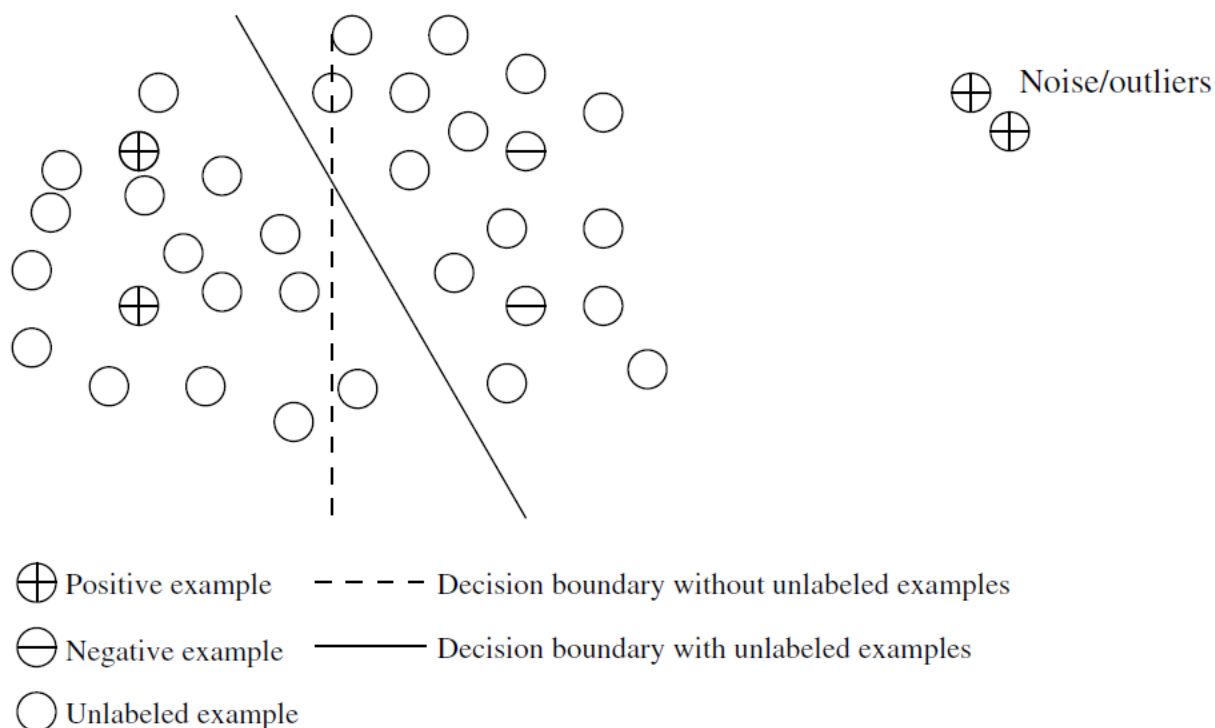 Noise/outliers
Positive example
Decision boundary without unlabeled examples
Negative example
Decision boundary with unlabeled examples
Unlabeled example